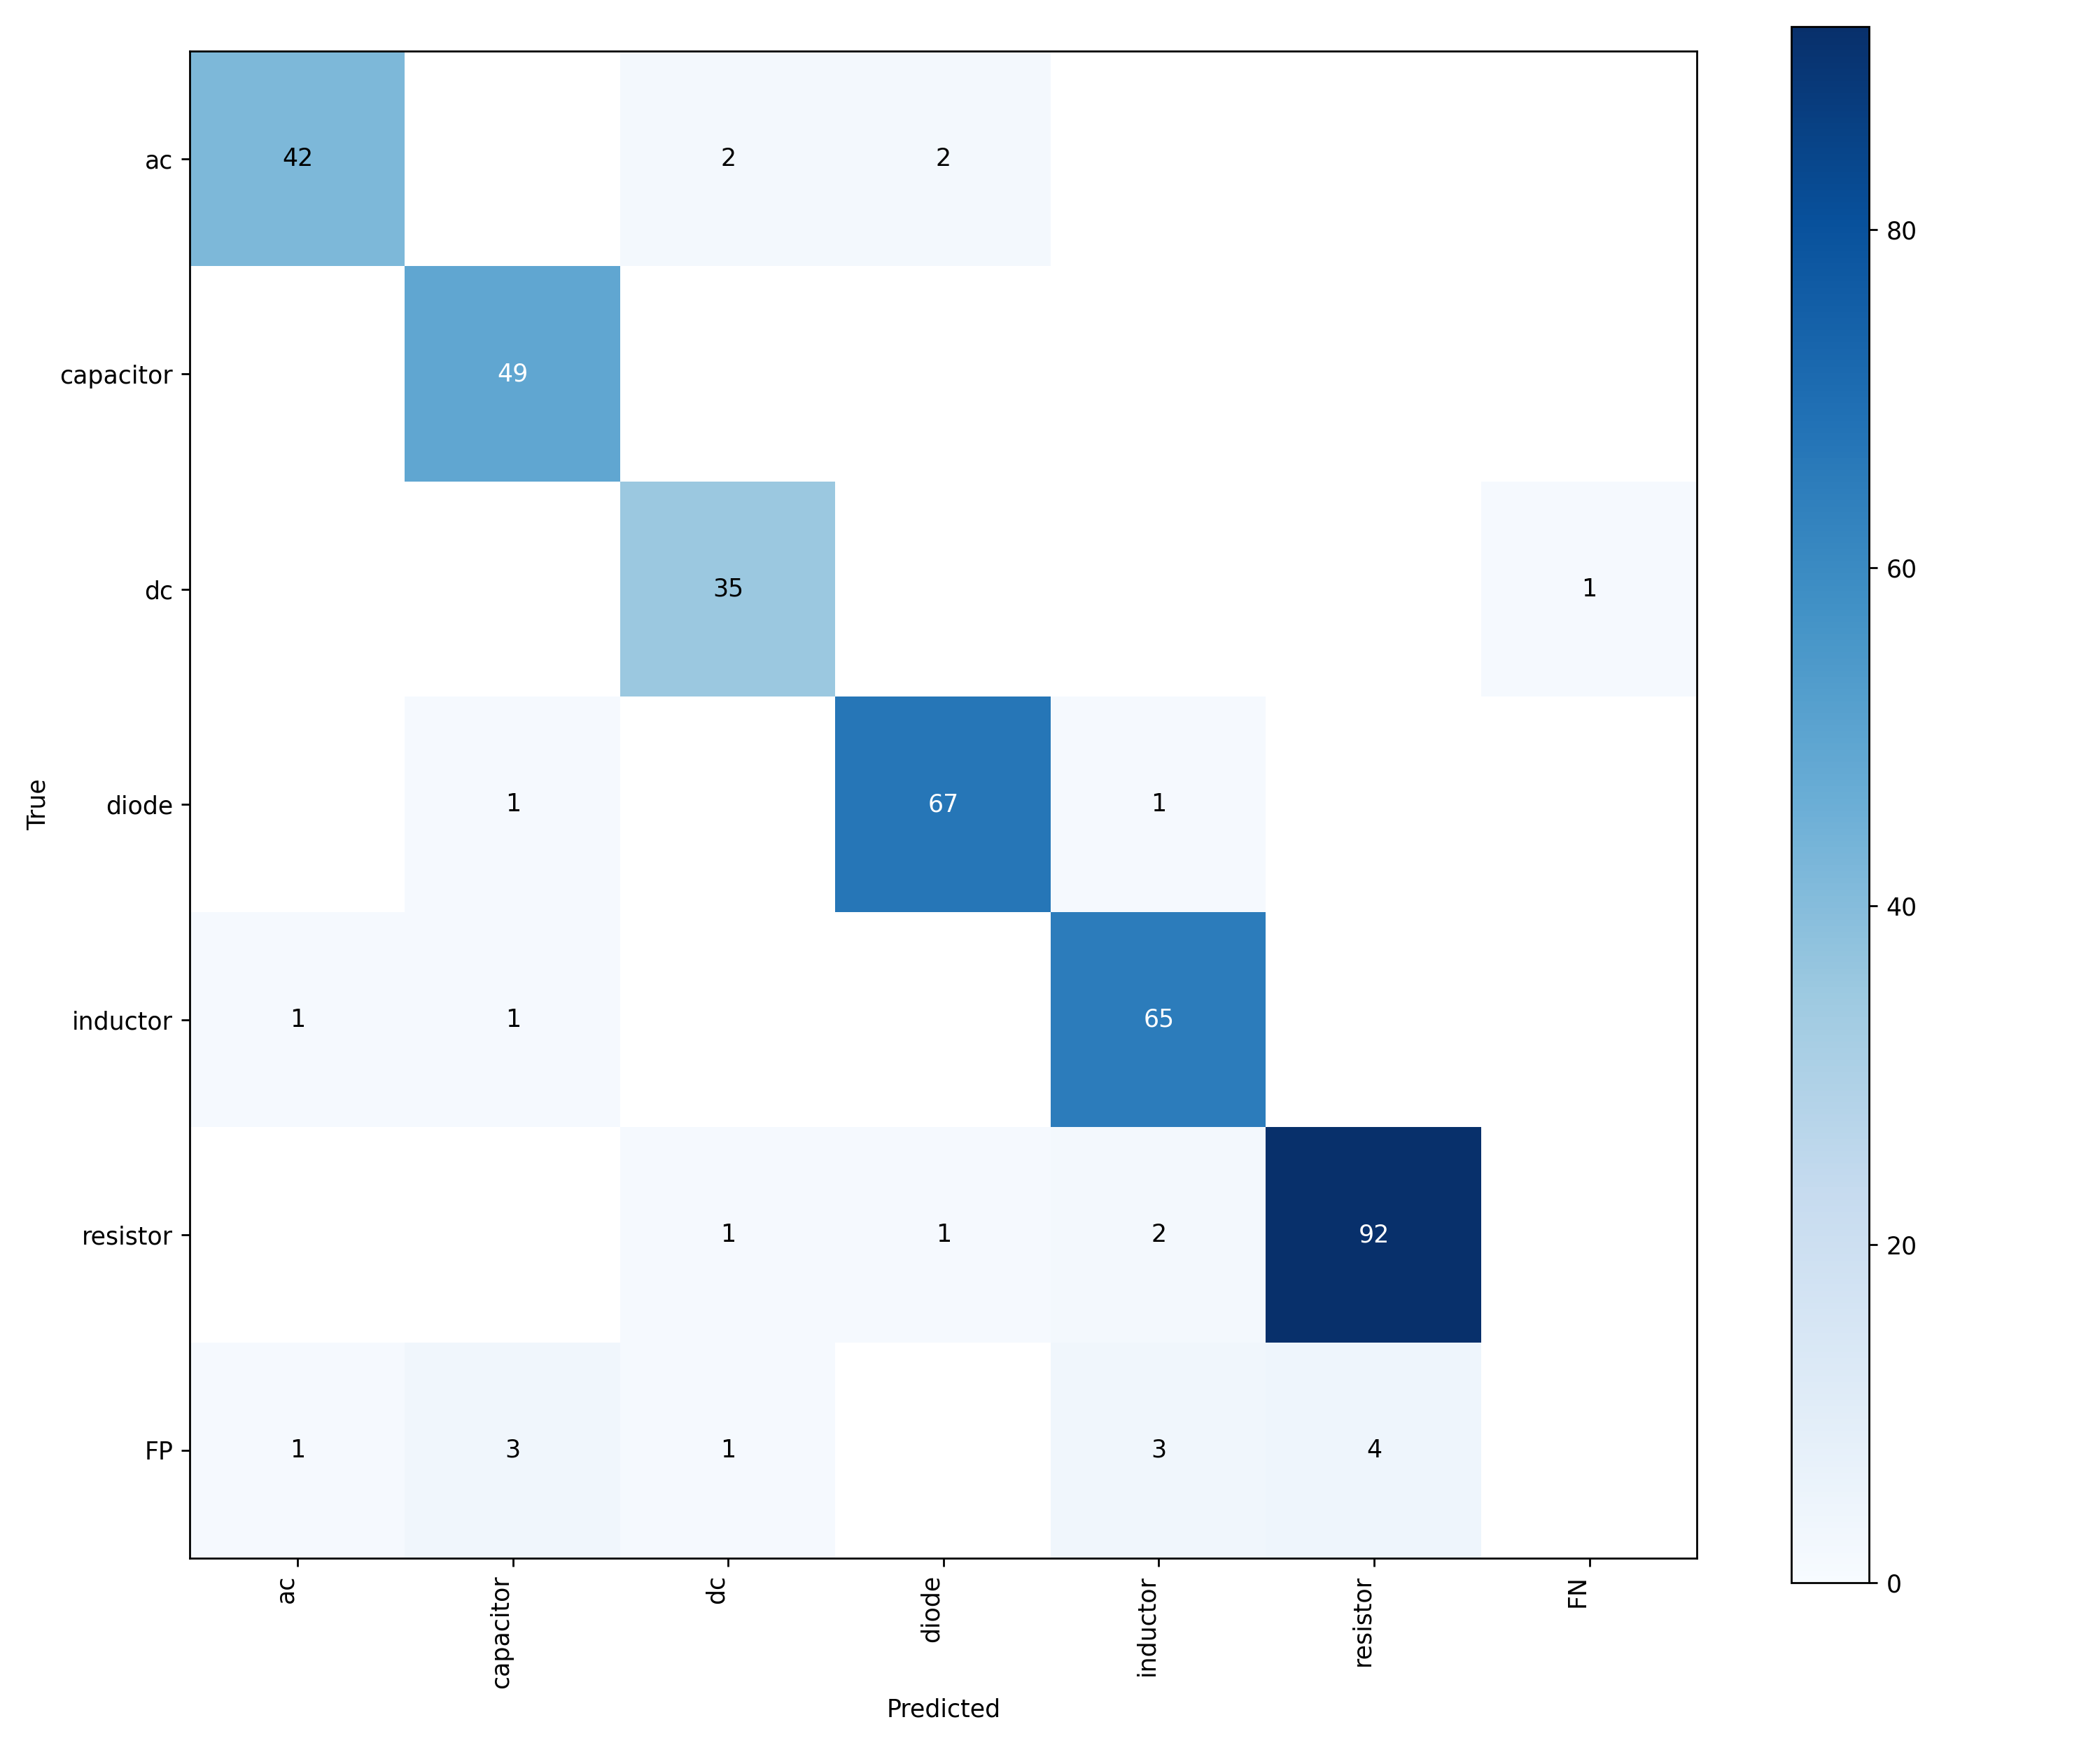 ac 42 2 2
capacitor 49
dc 35 1
diode 1 67 1
inductor 1 1 65
resistor 1 1 2 92
FP 1 3 1 3 4
True
ac capacitor dc diode inductor resistor FN
Predicted
80
60
40
20
0